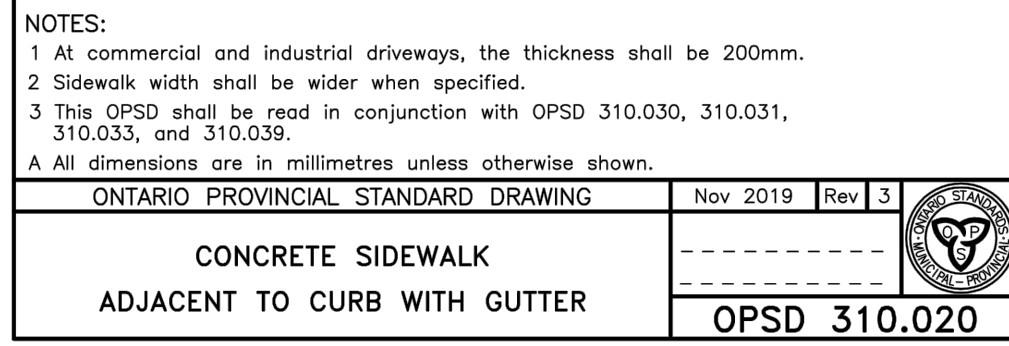 NOTES:
1 At commercial and industrial driveways, the thickness shall be 200mm.
2 Sidewalk width shall be wider when specified.
3 This OPSD shall be read in conjunction with OPSD 310.030, 310.031,
310.033, and 310.039.
A All dimensions are in millimetres unless otherwise shown.
ONTARIO PROVINCIAL STANDARD DRAWING
Nov 2019 Rev 3
CONCRETE SIDEWALK
ADJACENT TO CURB WITH GUTTER
OPSD 310.020
ONTARIO STANDARDS
MUNICIPAL - PROVINCIAL
O P
S